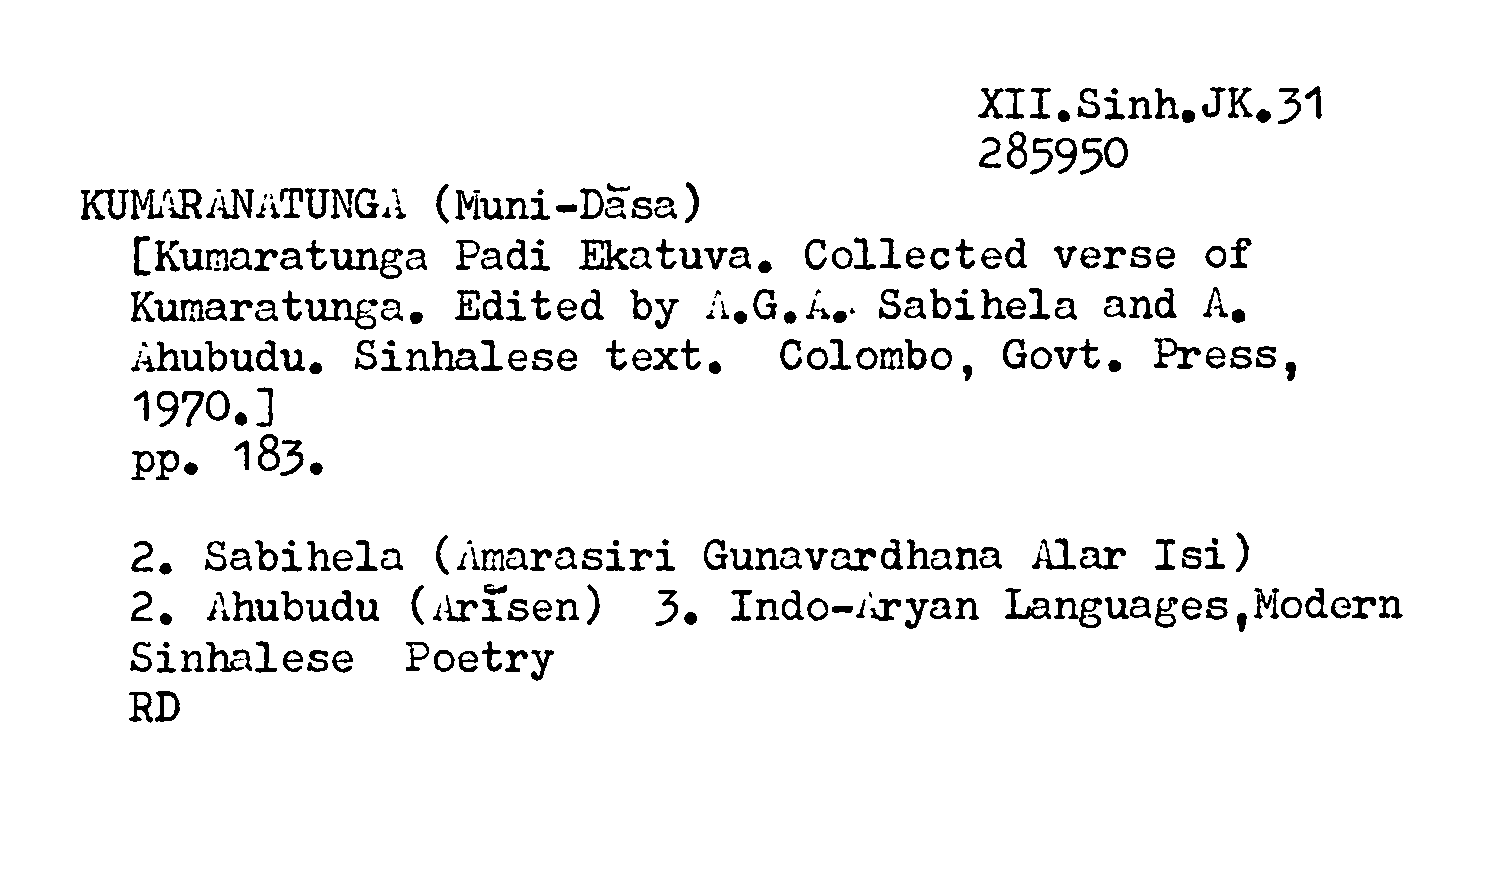 XII.Sinh.JK.31
285950
KUMARANATUNGA (Muni-Dāsa)
[Kumaratunga Padi Ekatuva. Collected verse of
Kumaratunga. Edited by A.G.A. Sabihela and A.
Ahubudu. Sinhalese text. Colombo, Govt. Press,
1970.]
pp. 183.
2. Sabihela (Amarasiri Gunavardhana Alar Isi)
2. Ahubudu (Arīsen) 3. Indo-Aryan Languages,Modern
Sinhalese Poetry
RD